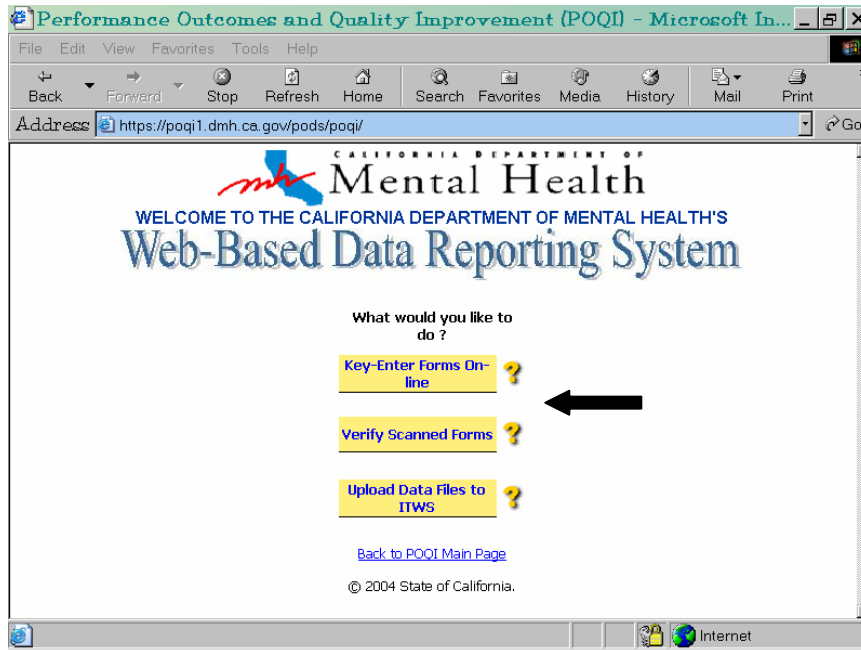 Performance Outcomes and Quality Improvement (POQI) - Microsoft In...
File Edit View Favorites Tools Help
Back Forward Stop Refresh Home Search Favorites Media History Mail Print
Address https://poqi1.dmh.ca.gov/pods/poqi/ Go
CALIFORNIA DEPARTMENT OF
mh Mental Health
WELCOME TO THE CALIFORNIA DEPARTMENT OF MENTAL HEALTH'S
Web-Based Data Reporting System
What would you like to
do ?
Key-Enter Forms On-
line ?
Verify Scanned Forms ?
Upload Data Files to
ITWS ?
Back to POQI Main Page
© 2004 State of California.
Internet